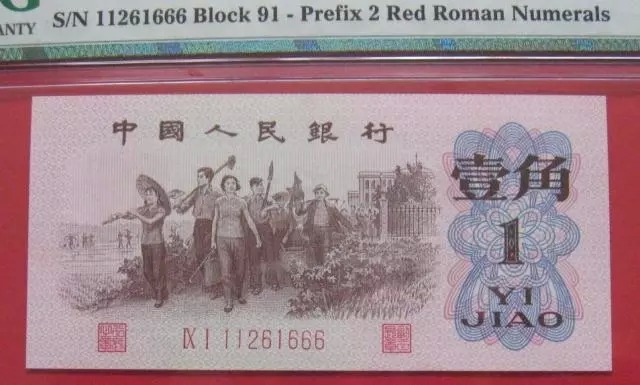 G
ANTY S/N 11261666 Block 91 - Prefix 2 Red Roman Numerals
中國人民銀行
壹角
1
YI
JIAO
IX I 11261666